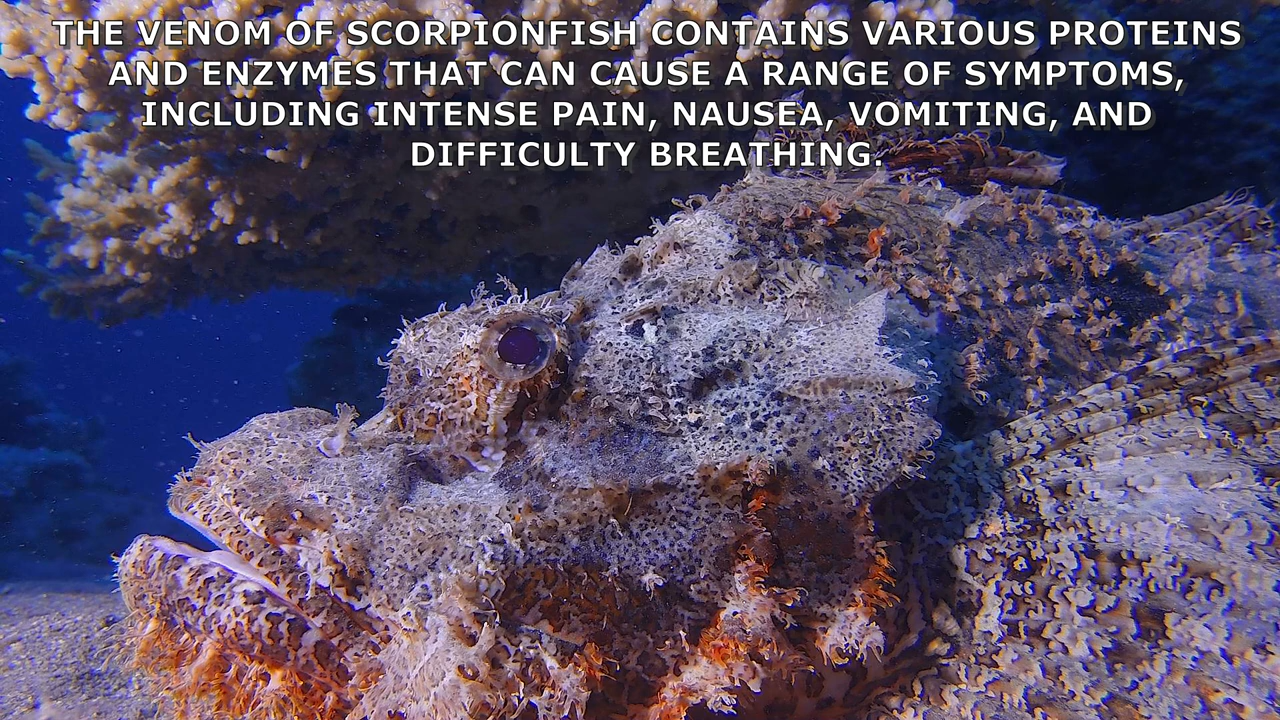 THE VENOM OF SCORPIONFISH CONTAINS VARIOUS PROTEINS
AND ENZYMES THAT CAN CAUSE A RANGE OF SYMPTOMS,
INCLUDING INTENSE PAIN, NAUSEA, VOMITING, AND
DIFFICULTY BREATHING.